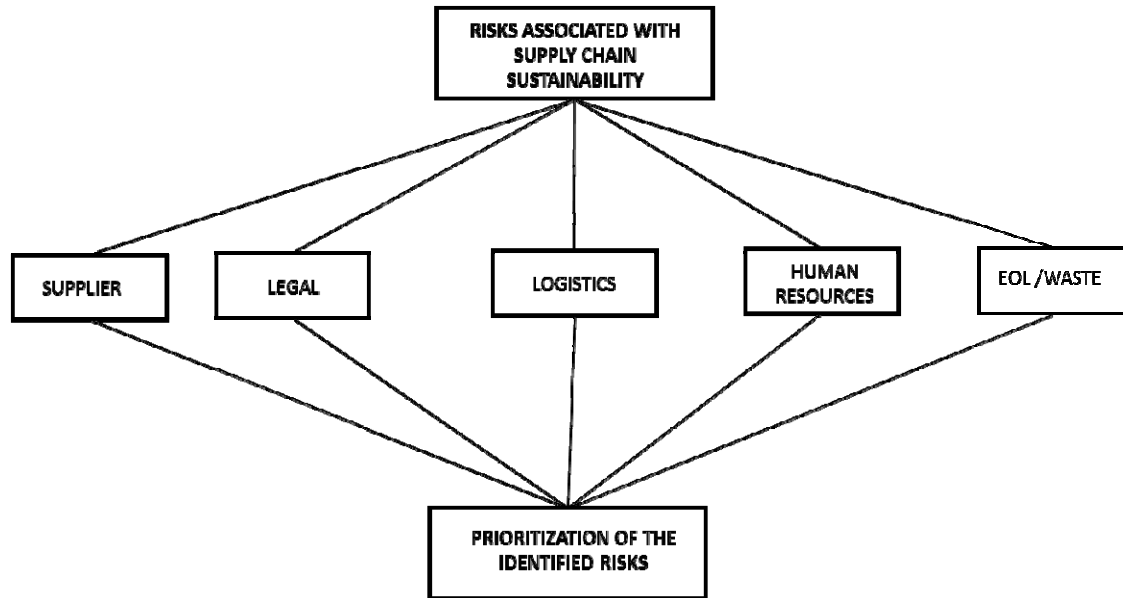 RISKS ASSOCIATED WITH
SUPPLY CHAIN
SUSTAINABILITY
SUPPLIER
LEGAL
LOGISTICS
HUMAN
RESOURCES
EOL /WASTE
PRIORITIZATION OF THE
IDENTIFIED RISKS